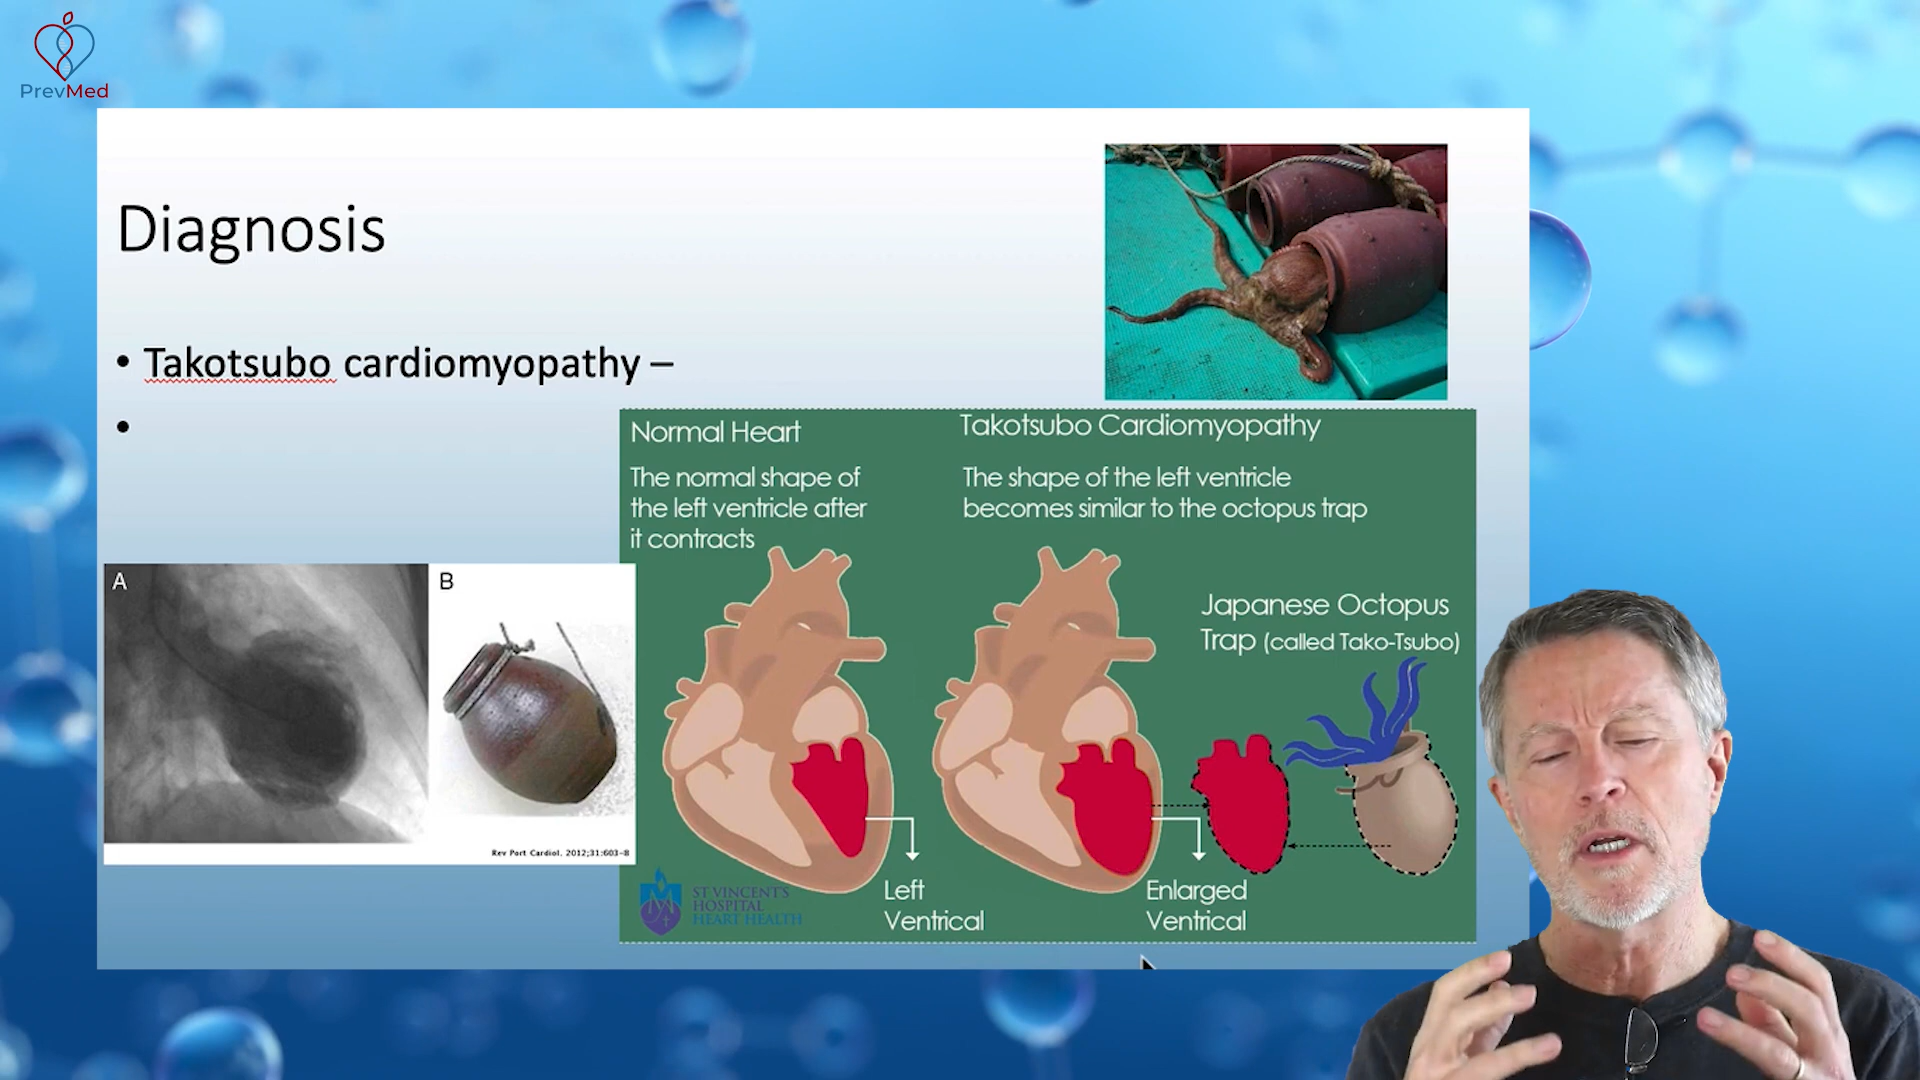 PrevMed
Diagnosis
• Takotsubo cardiomyopathy –
•
Normal Heart
The normal shape of
the left ventricle after
it contracts
Takotsubo Cardiomyopathy
The shape of the left ventricle
becomes similar to the octopus trap
Japanese Octopus
Trap (called Tako-Tsubo)
A
B
Rev Port Cardiol. 2012;31:603–8
ST VINCENT'S
HOSPITAL
HEART HEALTH
Left
Ventrical
Enlarged
Ventrical